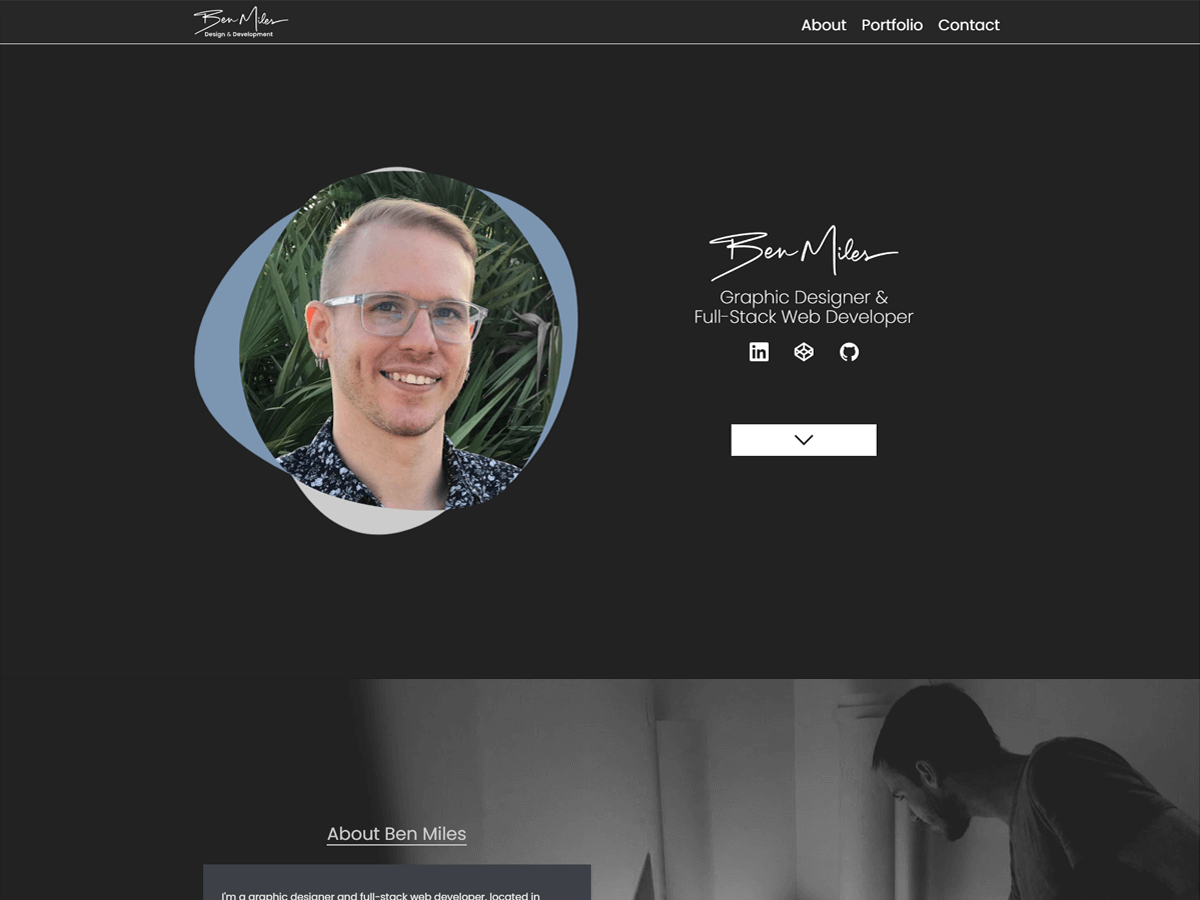 Ben Miles
Design & Development
About Portfolio Contact
Ben Miles
Graphic Designer &
Full-Stack Web Developer
in
About Ben Miles
I'm a graphic designer and full-stack web developer, located in